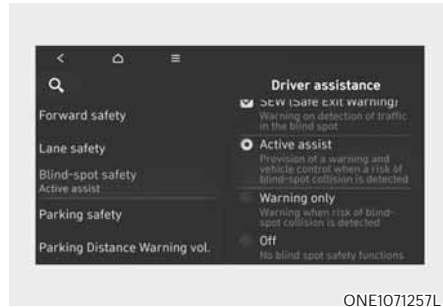 Driver assistance
Forward safety
Lane safety
Blind-spot safety
Active assist
Parking safety
Parking Distance Warning vol.
SEW (Safe Exit Warning)
Warning on detection of traffic
in the blind spot
Active assist
Provision of a warning and
vehicle control when a risk of
blind-spot collision is detected
Warning only
Warning when risk of blind-
spot collision is detected
Off
No blind spot safety functions
ONE1071257L